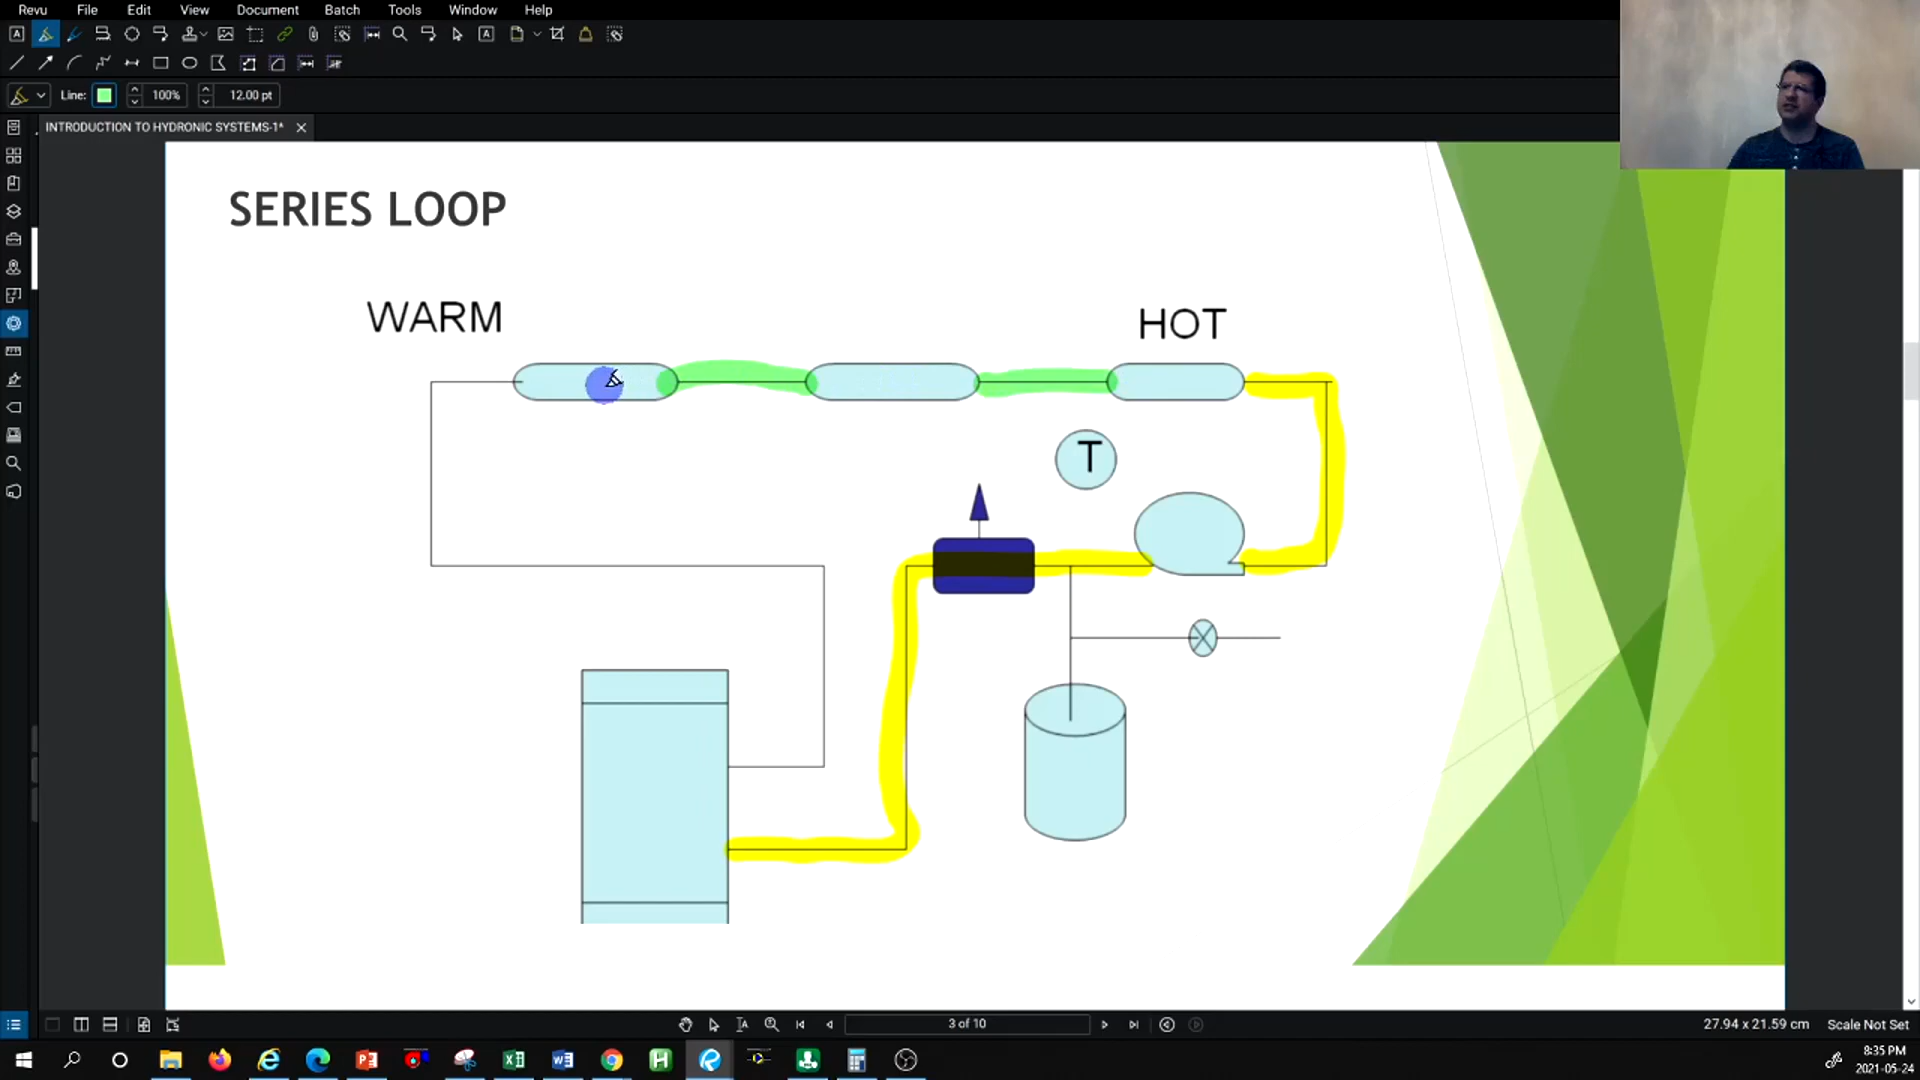 Revu File Edit View Document Batch Tools Window Help
Line: 100% 12.00 pt
INTRODUCTION TO HYDRONIC SYSTEMS-1*
SERIES LOOP
WARM
HOT
T
3 of 10
27.94 x 21.59 cm Scale Not Set
8:35 PM
2021-05-24